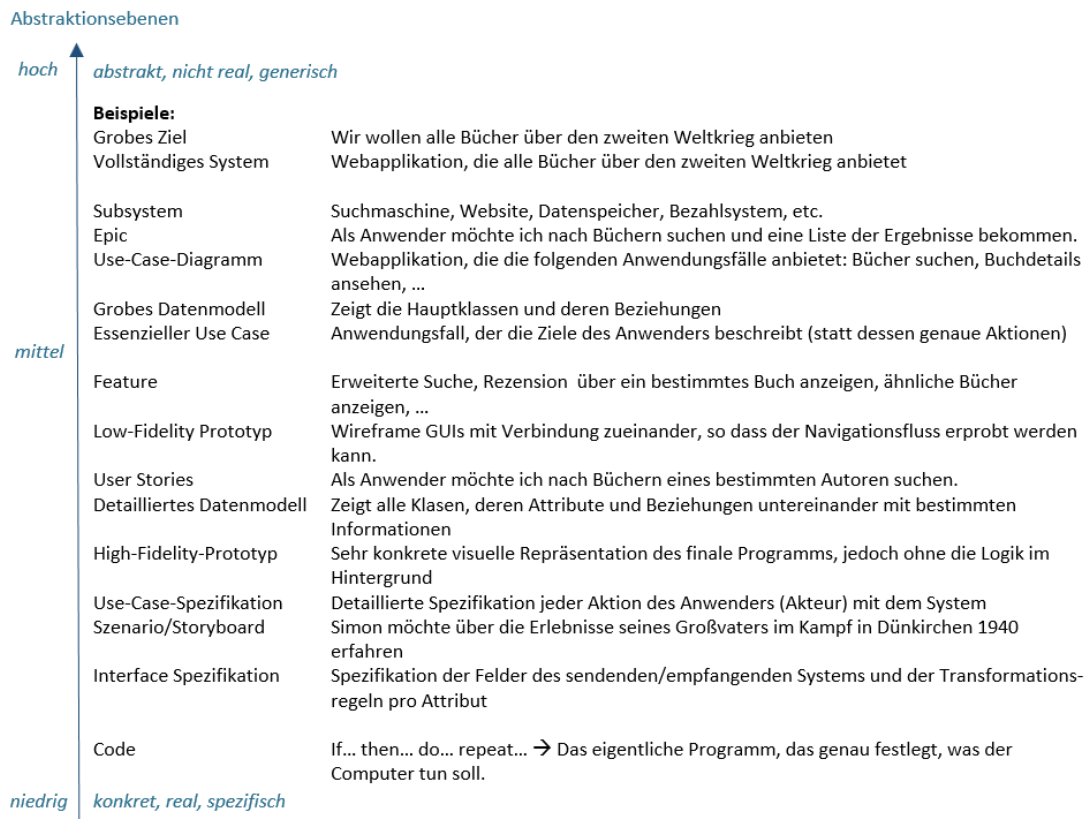 Abstraktionsebenen
hoch abstrakt, nicht real, generisch
Beispiele:
Grobes Ziel Wir wollen alle Bücher über den zweiten Weltkrieg anbieten
Vollständiges System Webapplikation, die alle Bücher über den zweiten Weltkrieg anbietet
Subsystem Suchmaschine, Website, Datenspeicher, Bezahlsystem, etc.
Epic Als Anwender möchte ich nach Büchern suchen und eine Liste der Ergebnisse bekommen.
Use-Case-Diagramm Webapplikation, die die folgenden Anwendungsfälle anbietet: Bücher suchen, Buchdetails
ansehen, ...
Grobes Datenmodell Zeigt die Hauptklassen und deren Beziehungen
Essenzieller Use Case Anwendungsfall, der die Ziele des Anwenders beschreibt (statt dessen genaue Aktionen)
mittel
Feature Erweiterte Suche, Rezension  über ein bestimmtes Buch anzeigen, ähnliche Bücher
anzeigen, ...
Low-Fidelity Prototyp Wireframe GUIs mit Verbindung zueinander, so dass der Navigationsfluss erprobt werden
kann.
User Stories Als Anwender möchte ich nach Büchern eines bestimmten Autoren suchen.
Detailliertes Datenmodell Zeigt alle Klasen, deren Attribute und Beziehungen untereinander mit bestimmten
Informationen
High-Fidelity-Prototyp Sehr konkrete visuelle Repräsentation des finale Programms, jedoch ohne die Logik im
Hintergrund
Use-Case-Spezifikation Detaillierte Spezifikation jeder Aktion des Anwenders (Akteur) mit dem System
Szenario/Storyboard Simon möchte über die Erlebnisse seines Großvaters im Kampf in Dünkirchen 1940
erfahren
Interface Spezifikation Spezifikation der Felder des sendenden/empfangenden Systems und der Transformations-
regeln pro Attribut
Code If... then... do... repeat... → Das eigentliche Programm, das genau festlegt, was der
Computer tun soll.
niedrig konkret, real, spezifisch